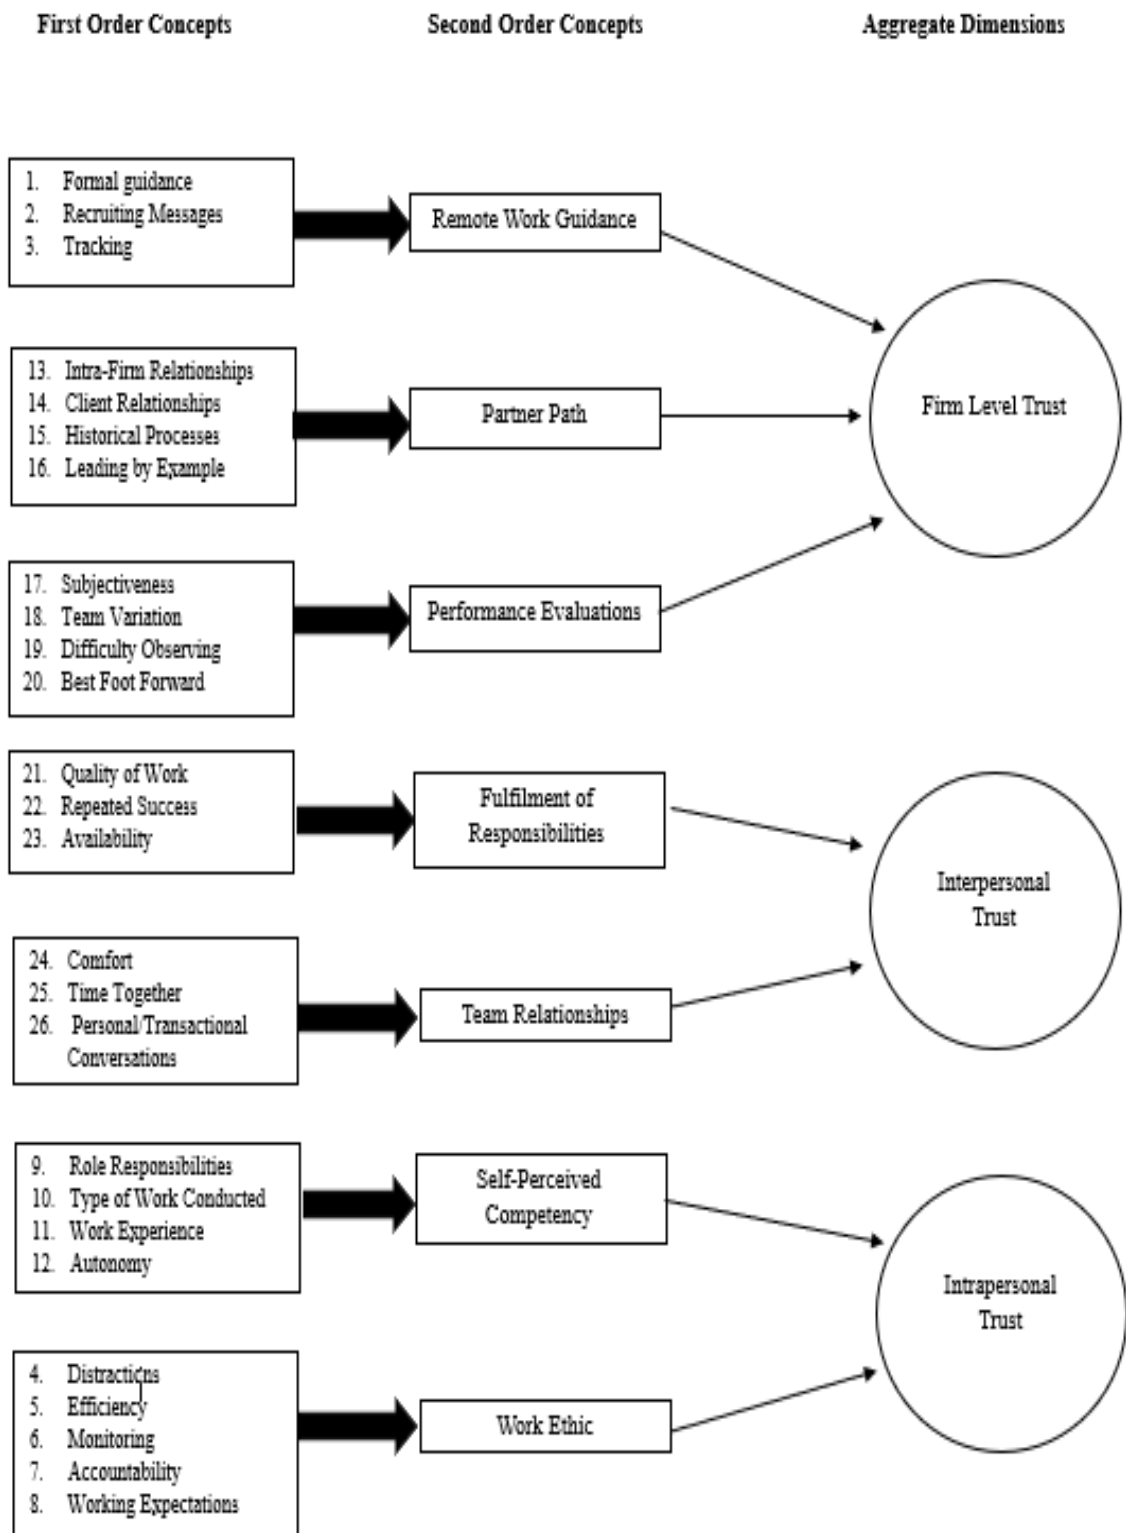 First Order Concepts
Second Order Concepts
Aggregate Dimensions
1. Formal guidance
2. Recruiting Messages
3. Tracking
Remote Work Guidance
13. Intra-Firm Relationships
14. Client Relationships
15. Historical Processes
16. Leading by Example
Partner Path
Firm Level Trust
17. Subjectiveness
18. Team Variation
19. Difficulty Observing
20. Best Foot Forward
Performance Evaluations
21. Quality of Work
22. Repeated Success
23. Availability
Fulfilment of
Responsibilities
Interpersonal
Trust
24. Comfort
25. Time Together
26. Personal/Transactional
Conversations
Team Relationships
9. Role Responsibilities
10. Type of Work Conducted
11. Work Experience
12. Autonomy
Self-Perceived
Competency
Intrapersonal
Trust
4. Distractions
5. Efficiency
6. Monitoring
7. Accountability
8. Working Expectations
Work Ethic